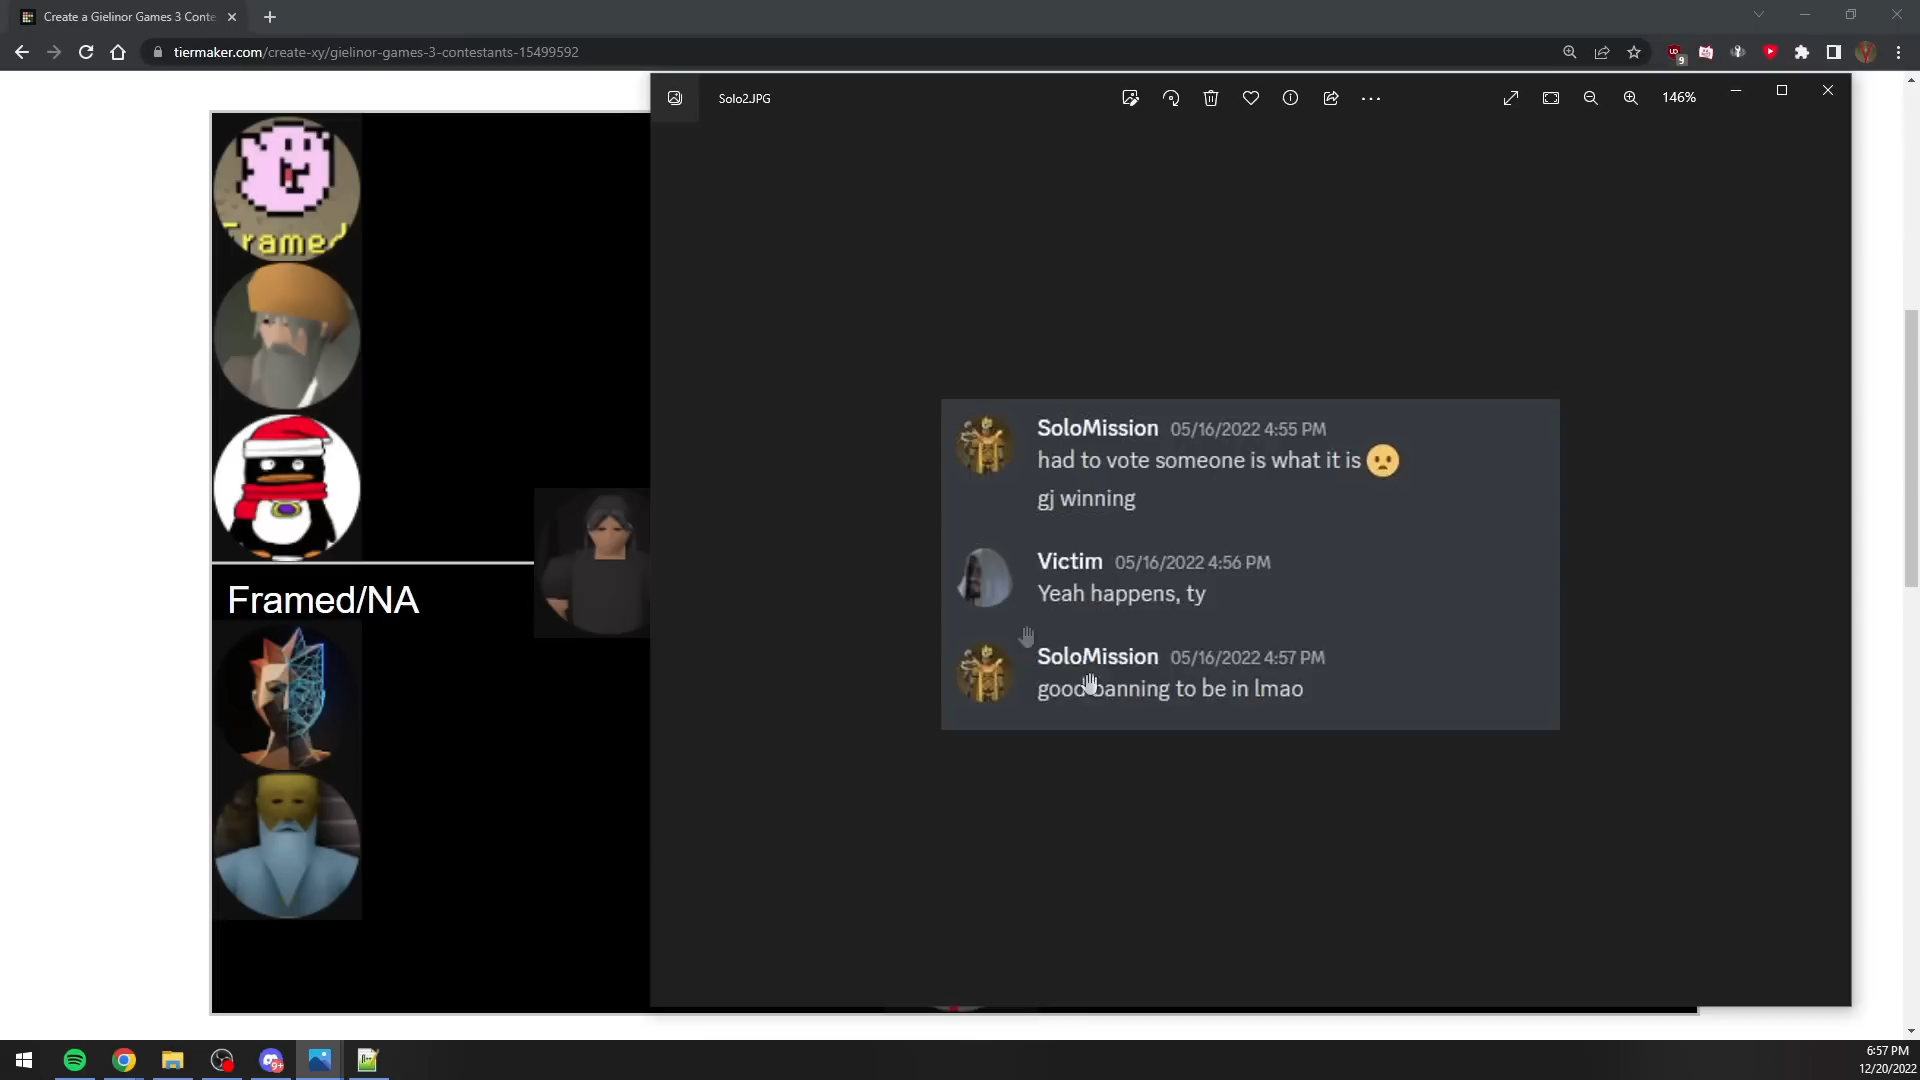 Create a Gielinor Games 3 Conte
tiermaker.com/create-xy/gielinor-games-3-contestants-15499592
9
Solo2.JPG
146%
Framed
SoloMission 05/16/2022 4:55 PM
had to vote someone is what it is
gj winning
Victim 05/16/2022 4:56 PM
Yeah happens, ty
Framed/NA
SoloMission 05/16/2022 4:57 PM
good banning to be in lmao
9+
6:57 PM
12/20/2022